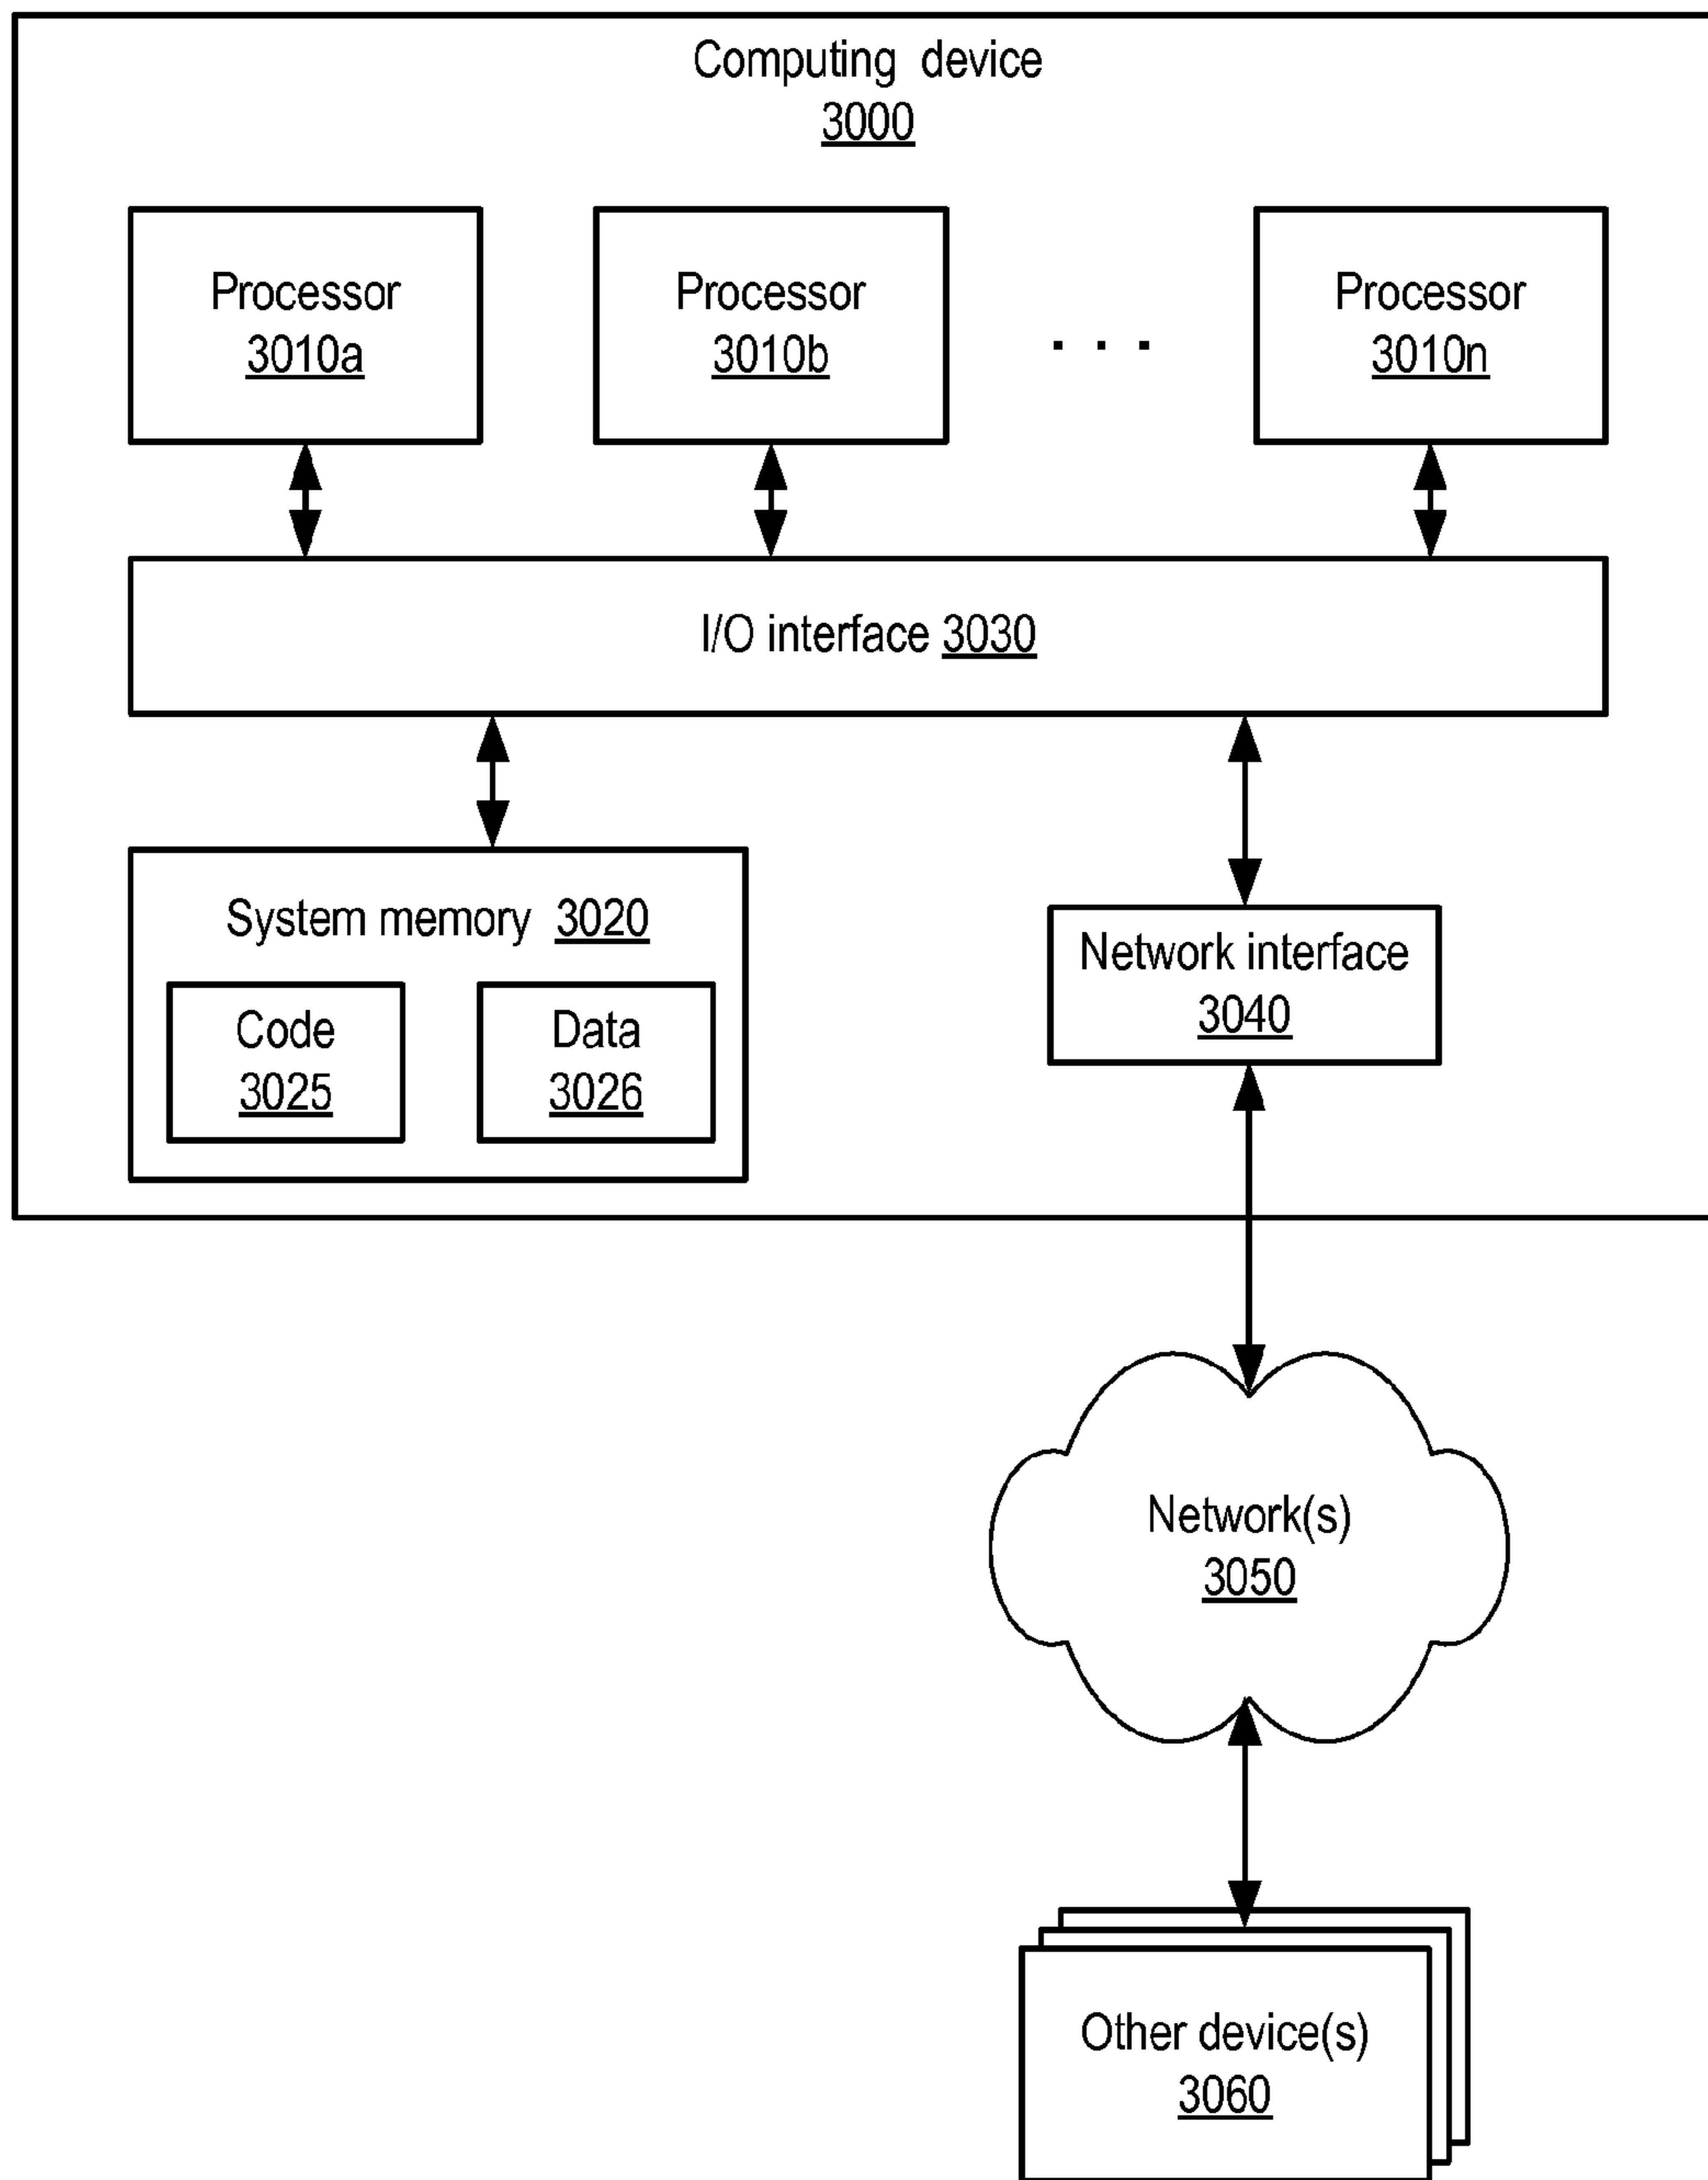 Computing device
3000
Processor
3010a
Processor
3010b
. . .
Processor
3010n
I/O interface 3030
System memory 3020
Code
3025
Data
3026
Network interface
3040
Network(s)
3050
Other device(s)
3060